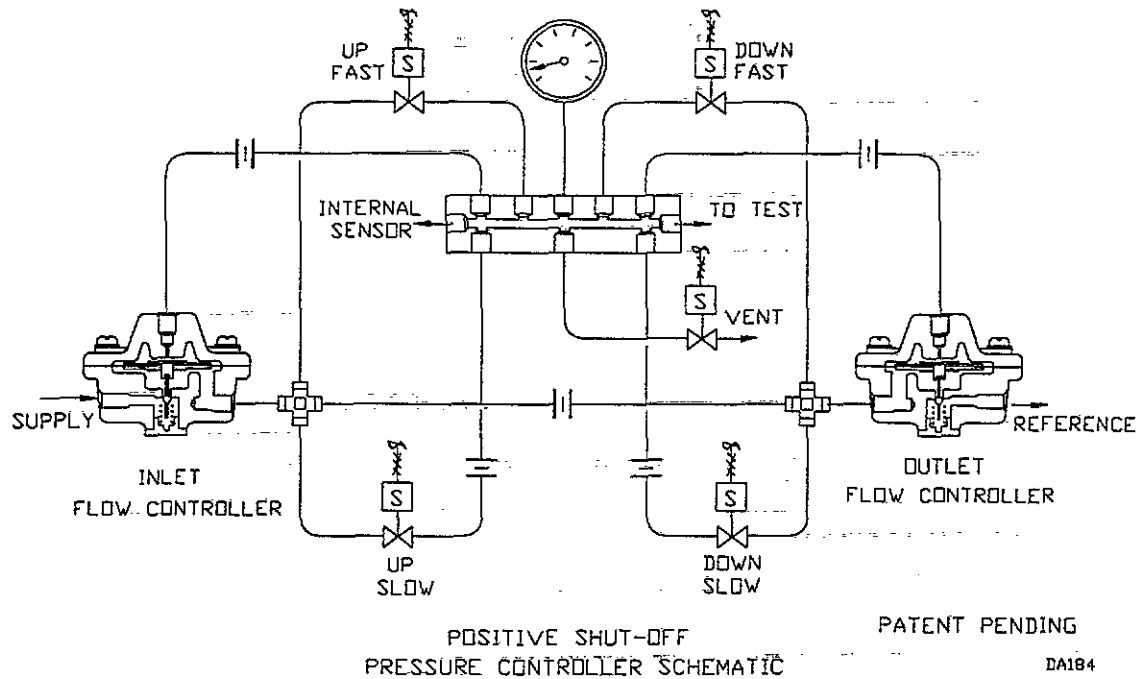 UP
FAST
S
DOWN
FAST
S
INTERNAL
SENSOR
TO TEST
S
VENT
SUPPLY
REFERENCE
INLET
FLOW CONTROLLER
S
UP
SLOW
S
DOWN
SLOW
OUTLET
FLOW CONTROLLER
POSITIVE SHUT-OFF
PRESSURE CONTROLLER SCHEMATIC
PATENT PENDING
DA184